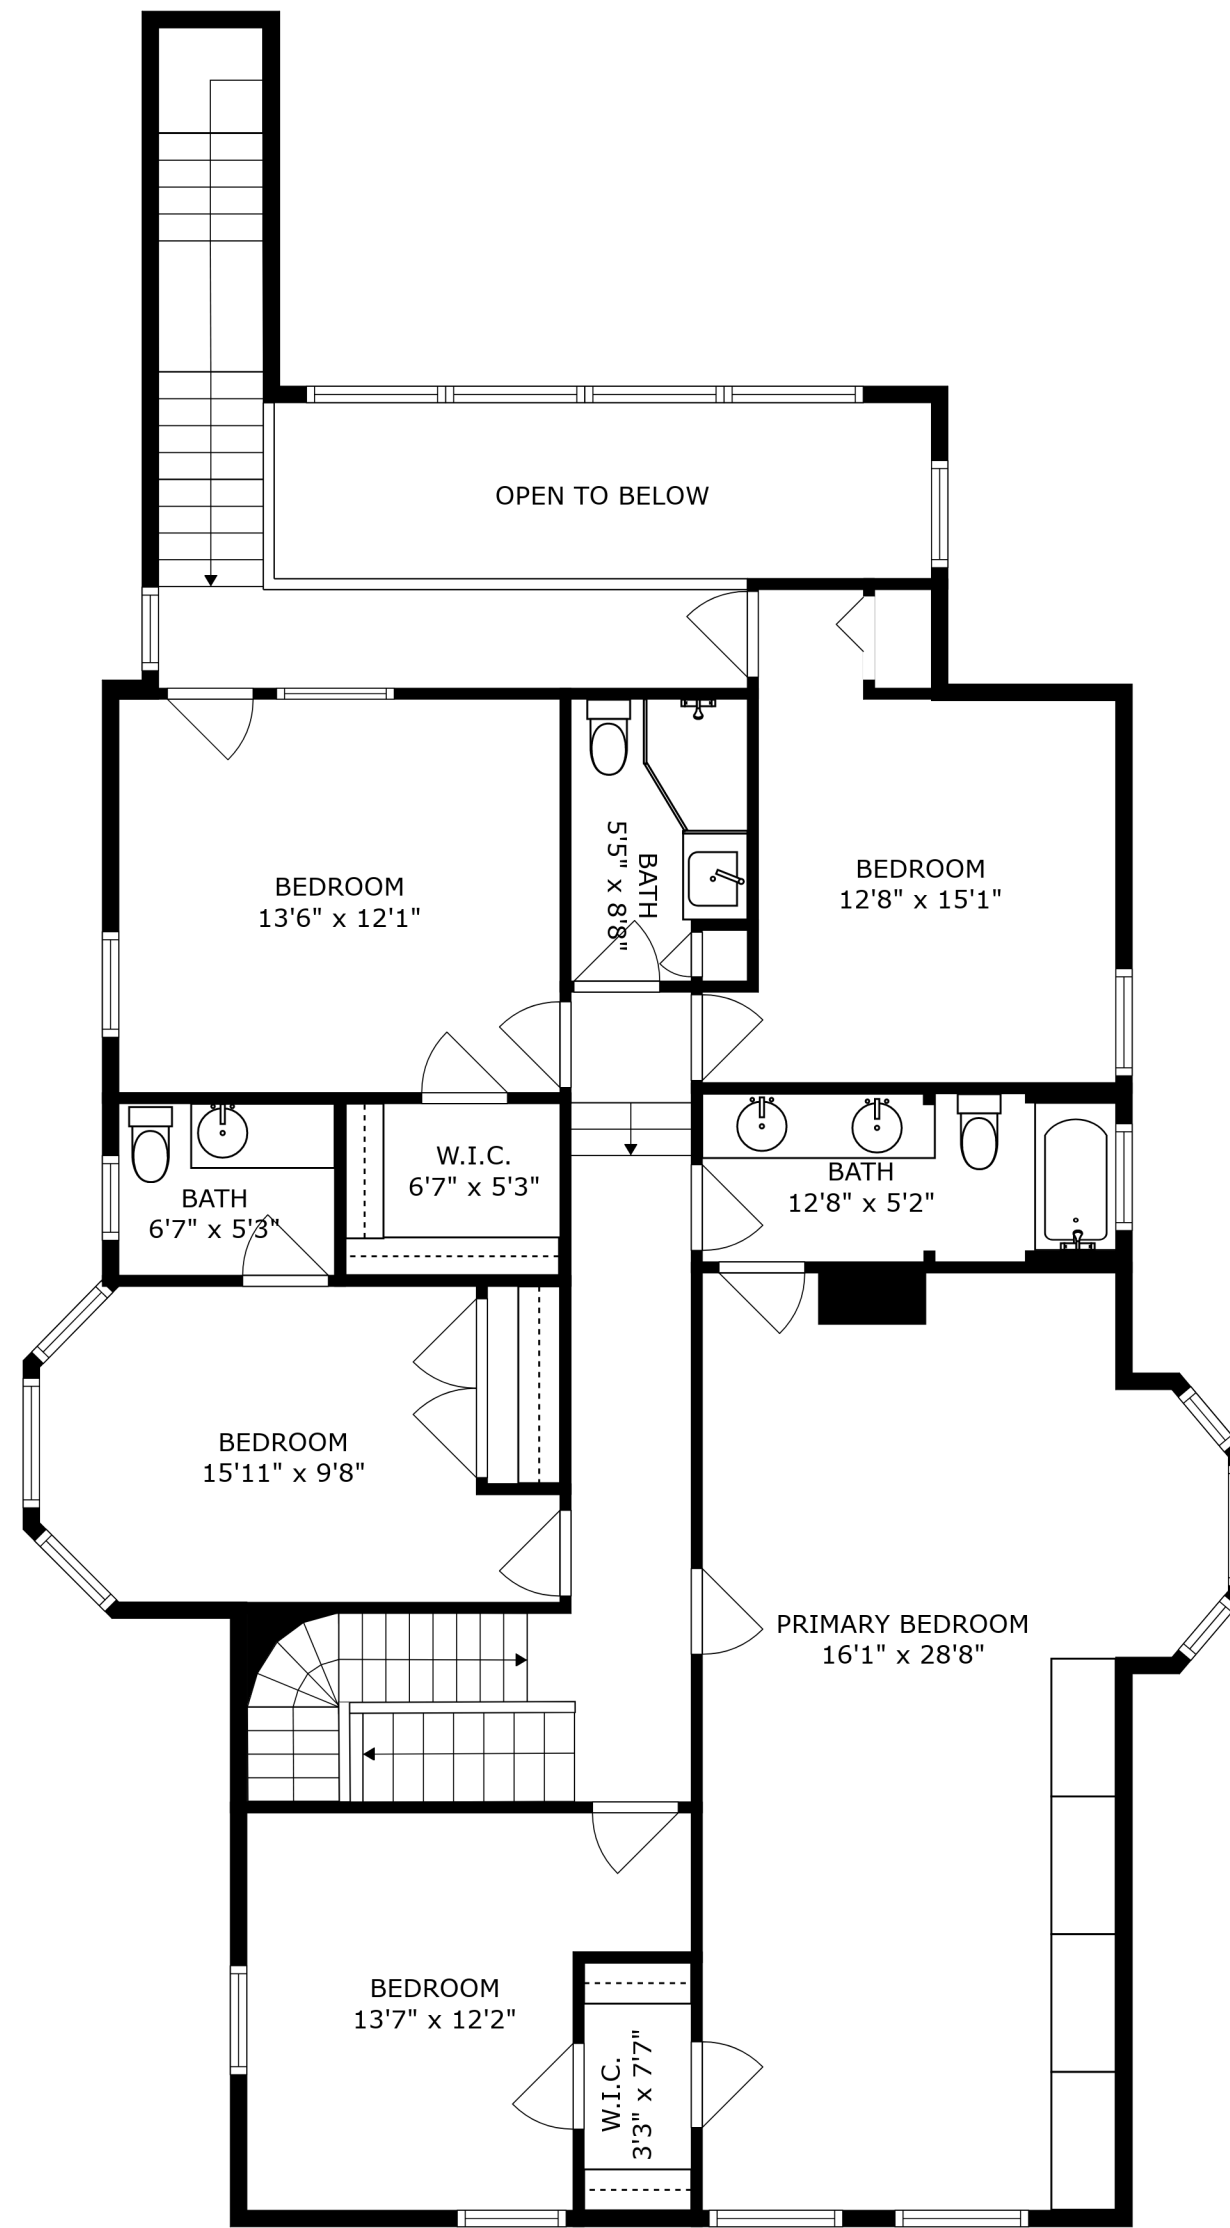 OPEN TO BELOW
BEDROOM
13'6" x 12'1"
BATH
5'5" x 8'8"
BEDROOM
12'8" x 15'1"
BATH
6'7" x 5'3"
W.I.C.
6'7" x 5'3"
BATH
12'8" x 5'2"
BEDROOM
15'11" x 9'8"
PRIMARY BEDROOM
16'1" x 28'8"
BEDROOM
13'7" x 12'2"
W.I.C.
3'3" x 7'7"